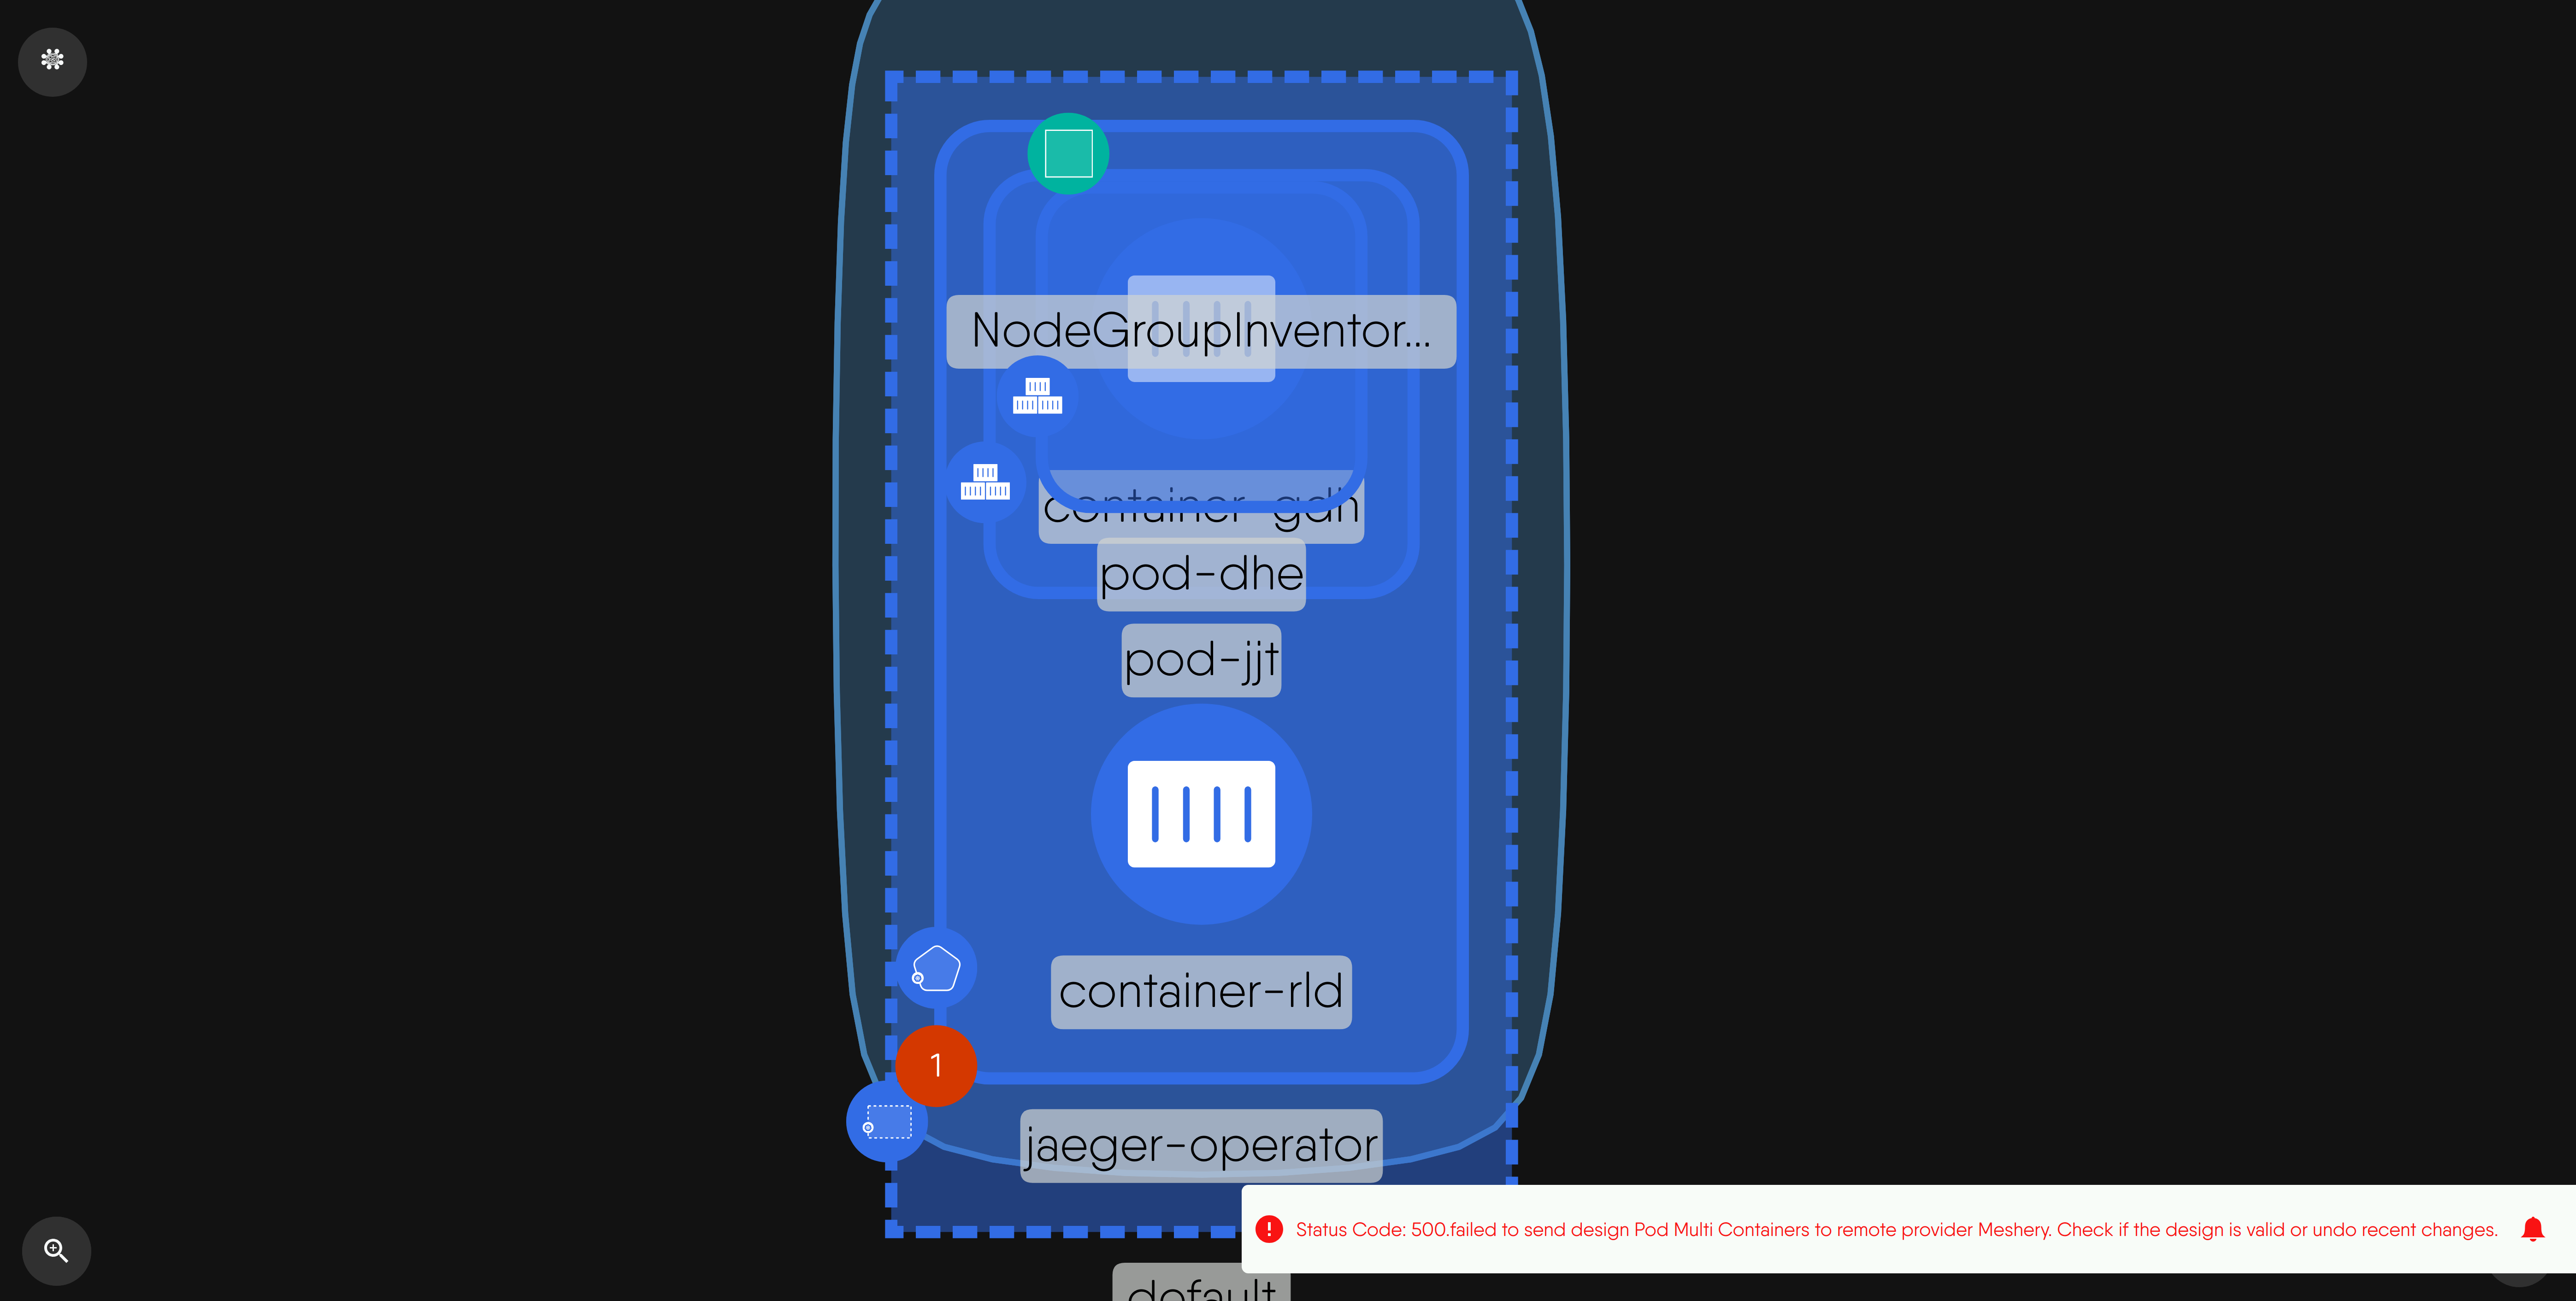 NodeGroupInventor...
container-gdh
pod-dhe
pod-jjt
container-rld
1
jaeger-operator
Status Code: 500.failed to send design Pod Multi Containers to remote provider Meshery. Check if the design is valid or undo recent changes.
default